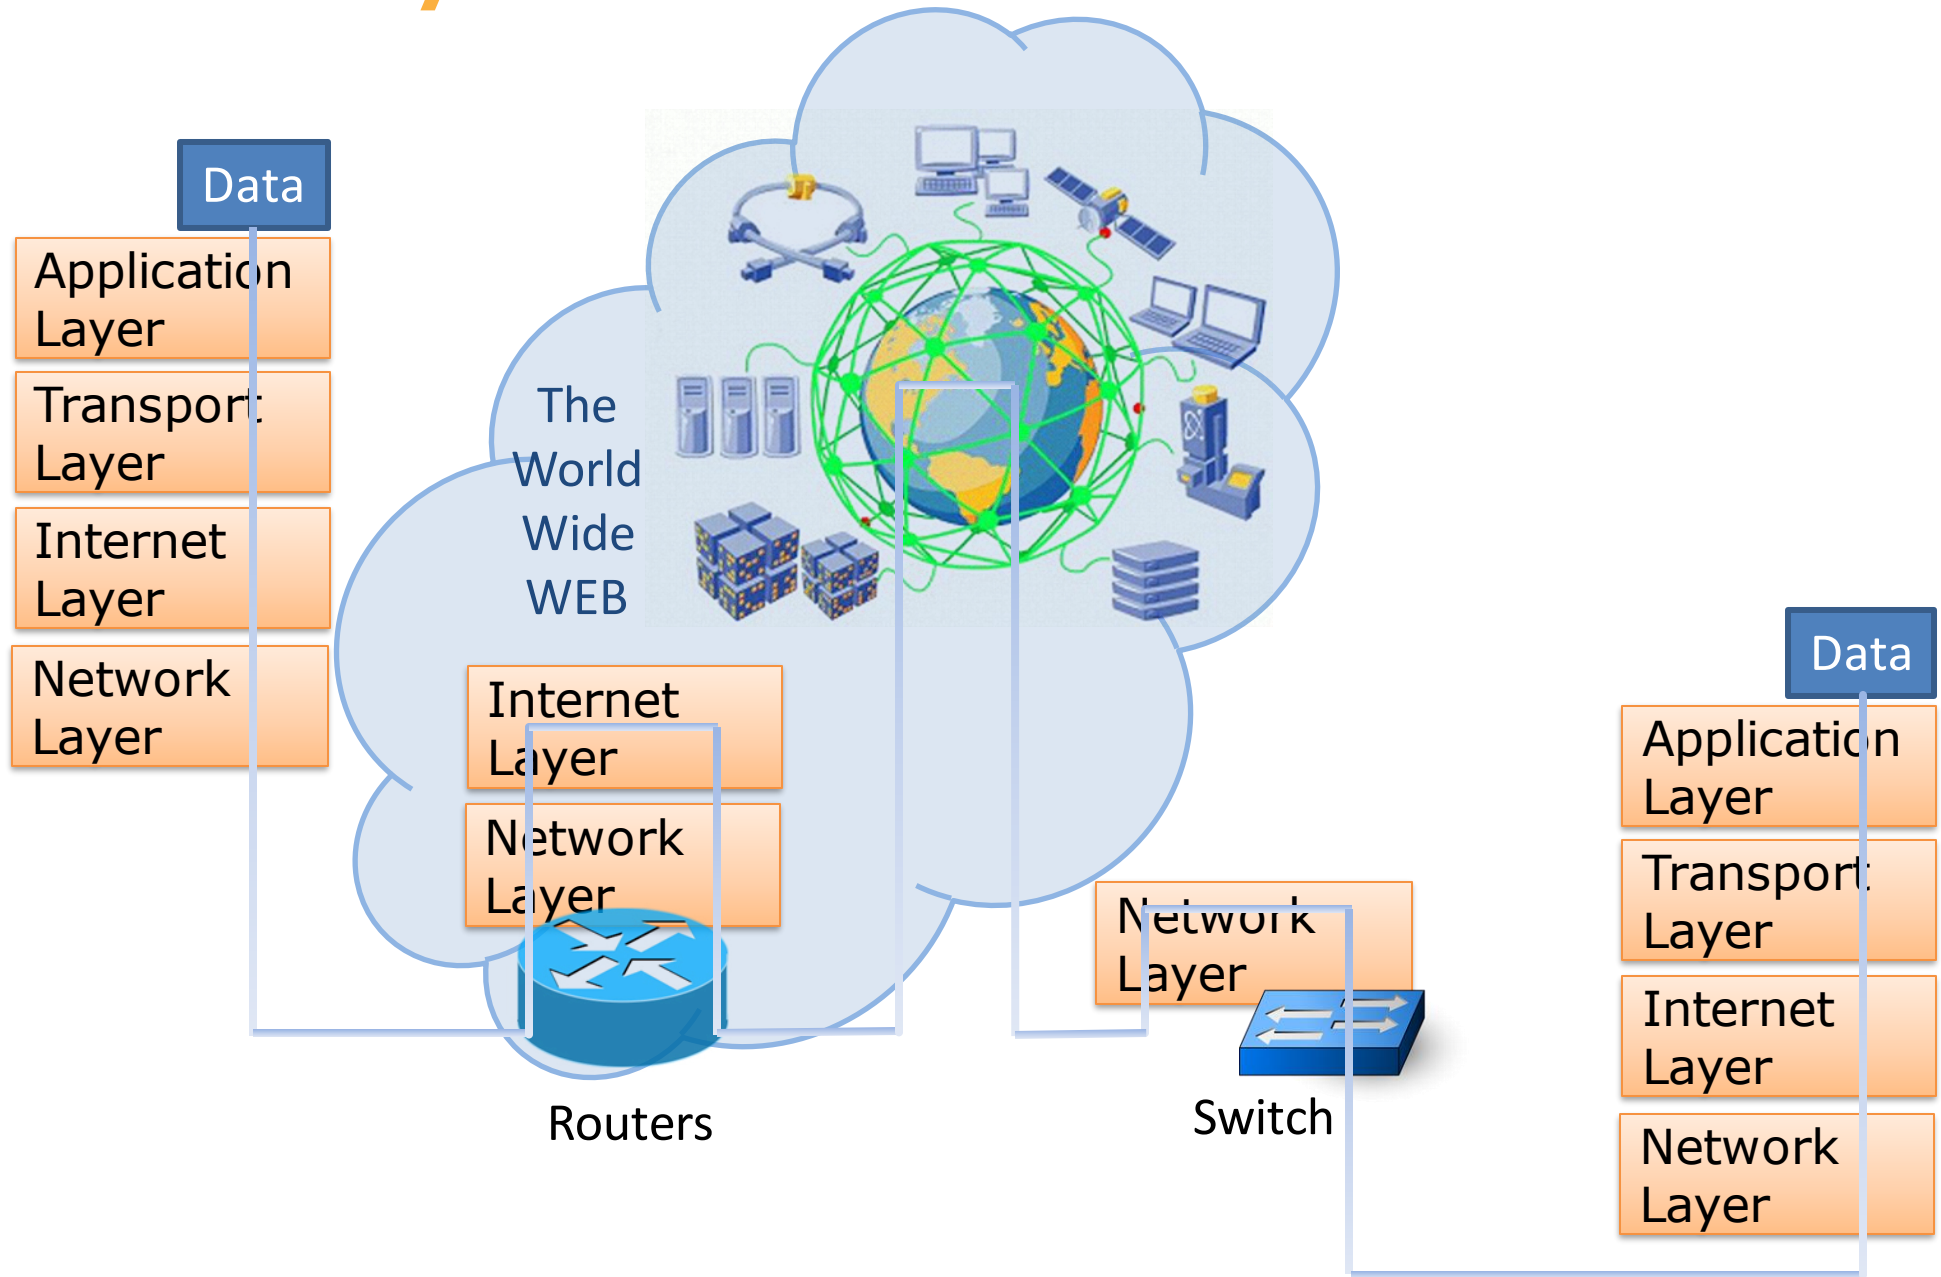 Data
Application
Layer
Transport
Layer
Internet
Layer
Network
Layer
The
World
Wide
WEB
Internet
Layer
Network
Layer
Routers
Network
Layer
Switch
Data
Application
Layer
Transport
Layer
Internet
Layer
Network
Layer